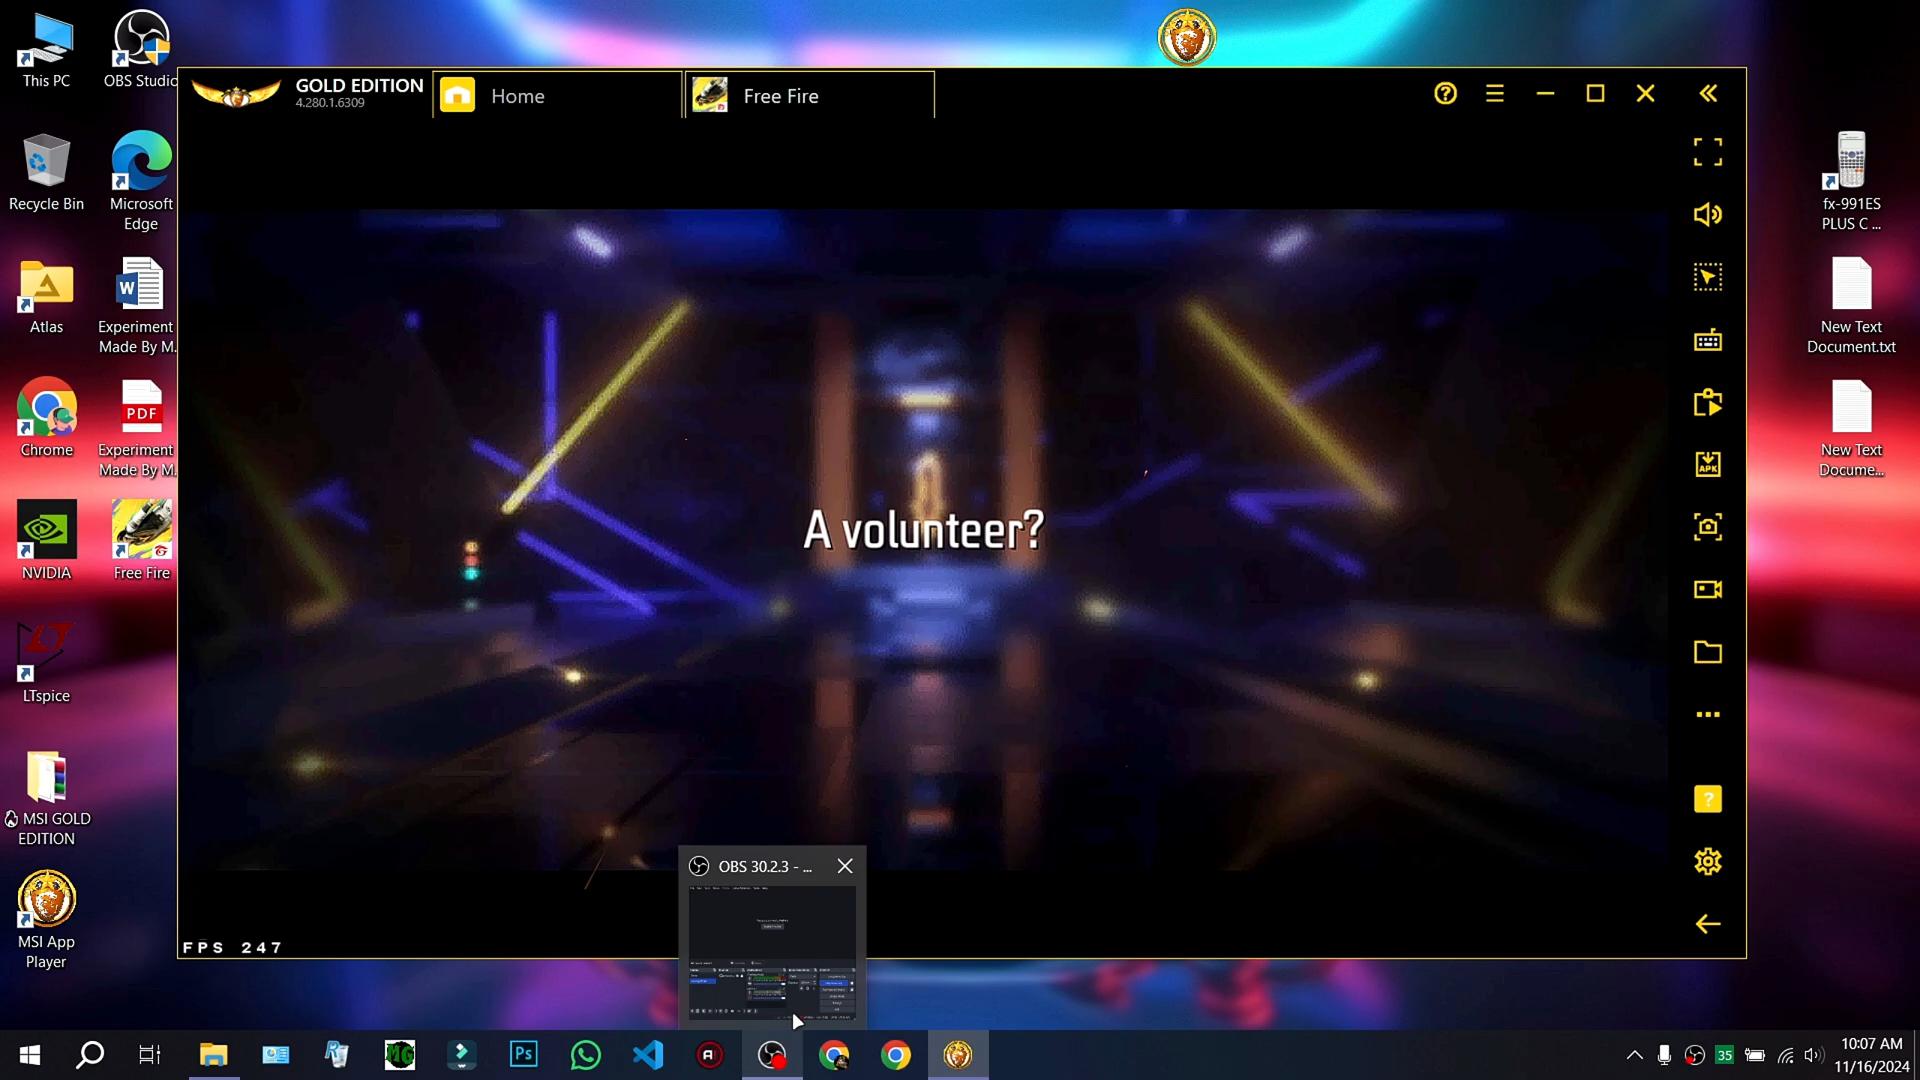 This PC
OBS Studio
Recycle Bin
Microsoft
Edge
Atlas
Experiment
Made By M.
Chrome
PDF
Experiment
Made By M.
NVIDIA
Free Fire
LTspice
MSI GOLD
EDITION
MSI App
Player
GOLD EDITION
4.280.1.6309
Home
Free Fire
A volunteer?
FPS 247
APK
OBS 30.2.3 - ...
fx-991ES
PLUS C ...
New Text
Document.txt
New Text
Docume...
Ps
35
10:07 AM
11/16/2024